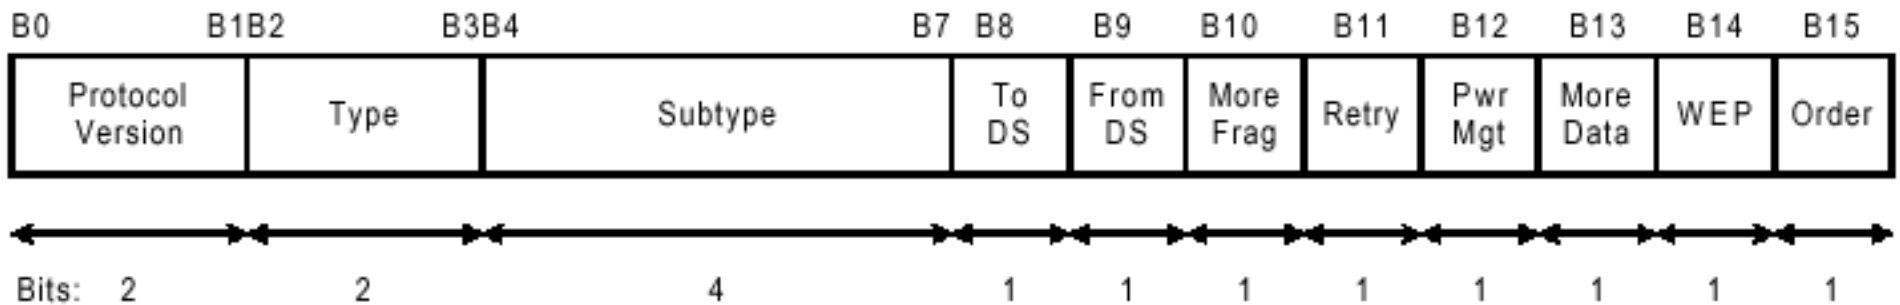 B0 B1B2 B3B4 B7 B8 B9 B10 B11 B12 B13 B14 B15
Protocol Version Type Subtype To DS From DS More Frag Retry Pwr Mgt More Data WEP Order
Bits: 2 2 4 1 1 1 1 1 1 1 1